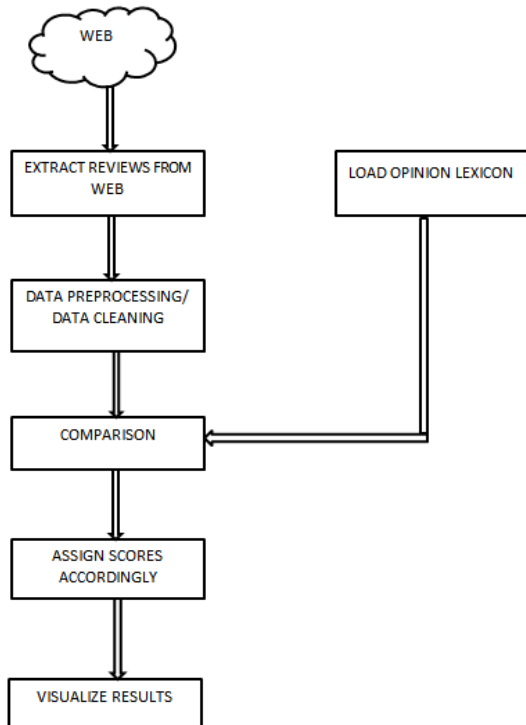 WEB
EXTRACT REVIEWS FROM
WEB
LOAD OPINION LEXICON
DATA PREPROCESSING/
DATA CLEANING
COMPARISON
ASSIGN SCORES
ACCORDINGLY
VISUALIZE RESULTS